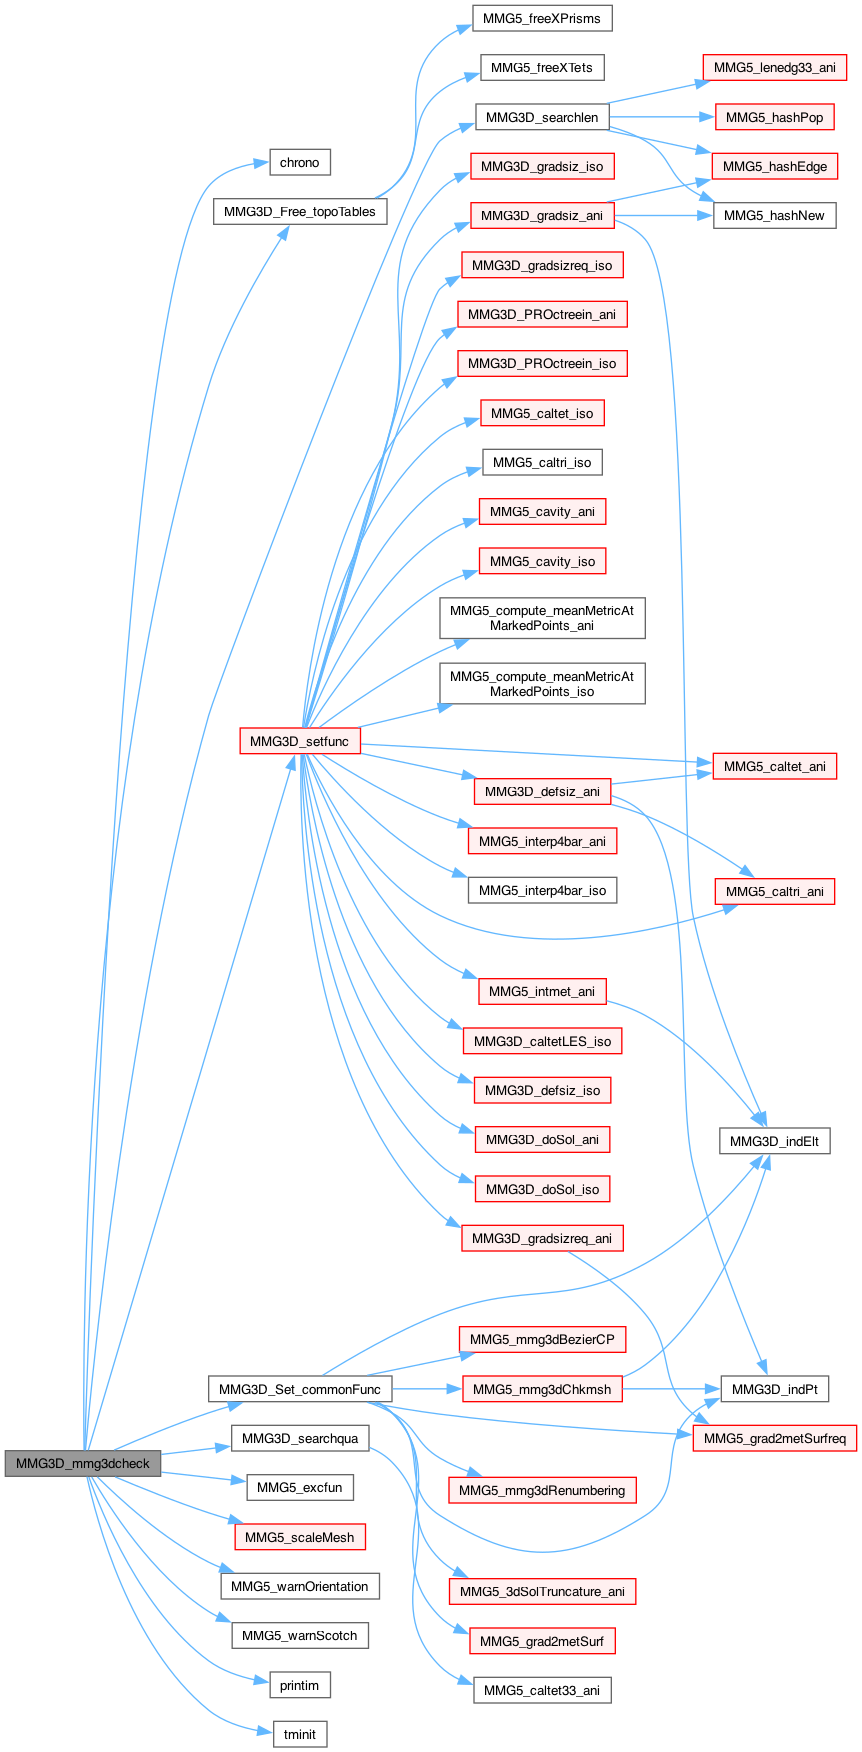 MMG5_freeXPrisms
MMG5_freeXTets
MMG5_lenedg33_ani
MMG3D_searchlen
MMG5_hashPop
chrono
MMG3D_gradsiz_iso
MMG5_hashEdge
MMG3D_Free_topoTables
MMG3D_gradsiz_ani
MMG5_hashNew
MMG3D_gradsizreq_iso
MMG3D_PROctreein_ani
MMG3D_PROctreein_iso
MMG5_caltet_iso
MMG5_caltri_iso
MMG5_cavity_ani
MMG5_cavity_iso
MMG5_compute_meanMetricAt
MarkedPoints_ani
MMG5_compute_meanMetricAt
MarkedPoints_iso
MMG3D_setfunc
MMG5_caltet_ani
MMG3D_defsiz_ani
MMG5_interp4bar_ani
MMG5_interp4bar_iso
MMG5_caltri_ani
MMG5_intmet_ani
MMG3D_caltetLES_iso
MMG3D_defsiz_iso
MMG3D_doSol_ani
MMG3D_indElt
MMG3D_doSol_iso
MMG3D_gradsizreq_ani
MMG5_mmg3dBezierCP
MMG3D_Set_commonFunc
MMG5_mmg3dChkmsh
MMG3D_indPt
MMG3D_searchqua
MMG5_grad2metSurfreq
MMG3D_mmg3dcheck
MMG5_excfun
MMG5_mmg3dRenumbering
MMG5_scaleMesh
MMG5_warnOrientation
MMG5_3dSolTruncature_ani
MMG5_warnScotch
MMG5_grad2metSurf
printim
MMG5_caltet33_ani
tminit